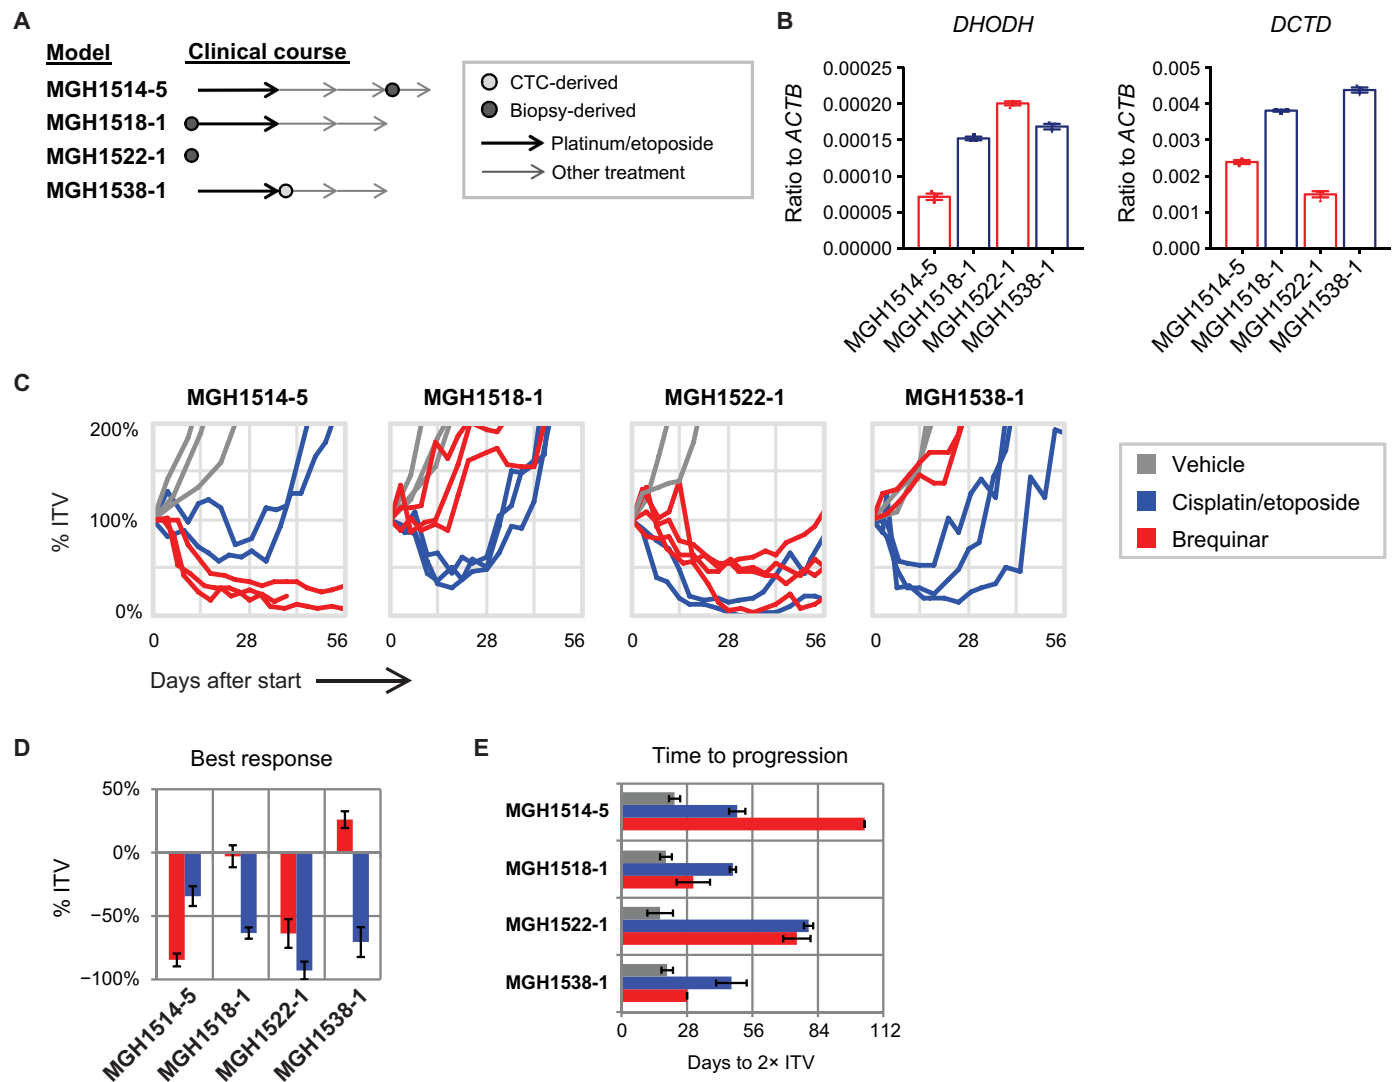 A
Model
Clinical course
MGH1514-5
MGH1518-1
MGH1522-1
MGH1538-1
CTC-derived
Biopsy-derived
Platinum/etoposide
Other treatment
B
DHODH
Ratio to ACTB
0.00025
0.00020
0.00015
0.00010
0.00005
0.00000
MGH1514-5
MGH1518-1
MGH1522-1
MGH1538-1
DCTD
Ratio to ACTB
0.005
0.004
0.003
0.002
0.001
0.000
MGH1514-5
MGH1518-1
MGH1522-1
MGH1538-1
C
MGH1514-5
MGH1518-1
MGH1522-1
MGH1538-1
% ITV
200%
100%
0%
0 28 56
0 28 56
0 28 56
0 28 56
Days after start
Vehicle
Cisplatin/etoposide
Brequinar
D
Best response
% ITV
50%
0%
−50%
−100%
MGH1514-5
MGH1518-1
MGH1522-1
MGH1538-1
E
Time to progression
MGH1514-5
MGH1518-1
MGH1522-1
MGH1538-1
0 28 56 84 112
Days to 2× ITV